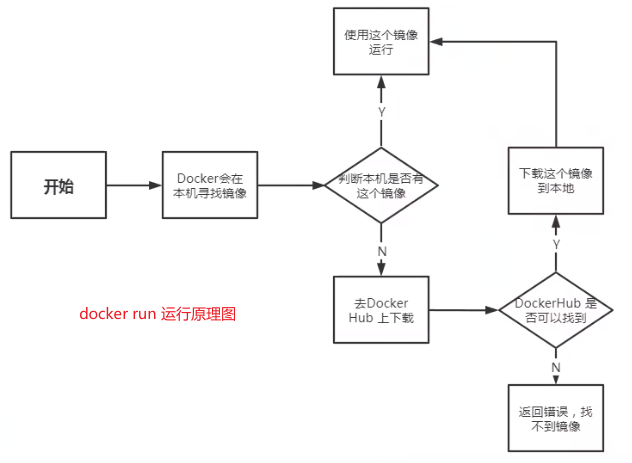 使用这个镜像
运行
Y
开始
Docker会在
本机寻找镜像
判断本机是否有
这个镜像
下载这个镜像
到本地
N
Y
去Docker
Hub 上下载
DockerHub 是
否可以找到
docker run 运行原理图
N
返回错误，找
不到镜像